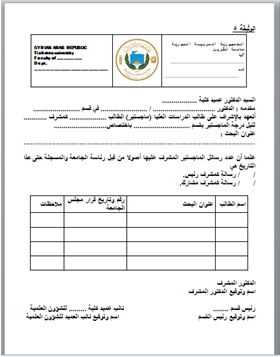 الوثيقة ٥
SYRIAN ARAB REPUBLIC
Tishreen university
Faculty of ..................
Dept. ........................
الجمهورية العربية السورية
جامعة تشرين
السيد الدكتور عميد كلية ..................
مقدمه / الدكتور : .................................. في قسم ..................
أتعهد بالإشراف على طالب الدراسات العليا (ماجستير) الطالب .................. كمشرف ..........
لنيل درجة الماجستير بقسم .................. باختصاص..................
عنوان البحث : ..................
علماً أن عدد رسائل الماجستير المشرف عليها أصولا من قبل رئاسة الجامعة والمسجلة حتى هذا
التاريخ هي
/ / رسالة كمشرف رئيس.
/ / رسالة كمشرف مشارك.
اسم الطالب عنوان البحث رقم وتاريخ قرار مجلس الجامعة ملاحظات
الدكتور المشرف
اسم وتوقيع الدكتور المشرف
رئيس قسم .......... نائب عميد كلية .......... للشؤون العلمية
اسم وتوقيع رئيس القسم اسم وتوقيع نائب العميد للشؤون العلمية